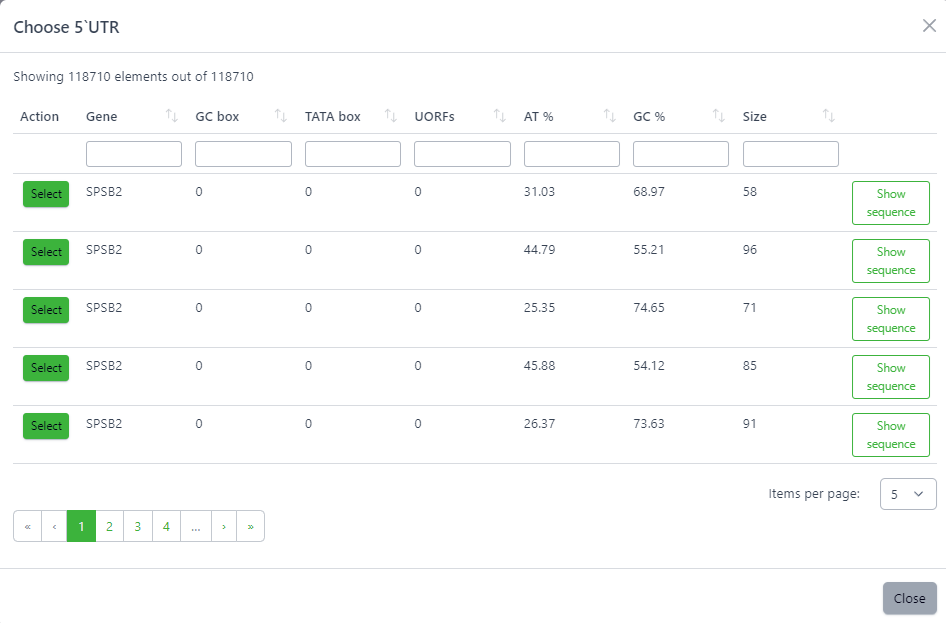 Choose 5`UTR
Showing 118710 elements out of 118710
Action Gene GC box TATA box UORFs AT % GC % Size
Select SPSB2 0 0 0 31.03 68.97 58 Show sequence
Select SPSB2 0 0 0 44.79 55.21 96 Show sequence
Select SPSB2 0 0 0 25.35 74.65 71 Show sequence
Select SPSB2 0 0 0 45.88 54.12 85 Show sequence
Select SPSB2 0 0 0 26.37 73.63 91 Show sequence
Items per page: 5
« ‹ 1 2 3 4 ... › »
Close